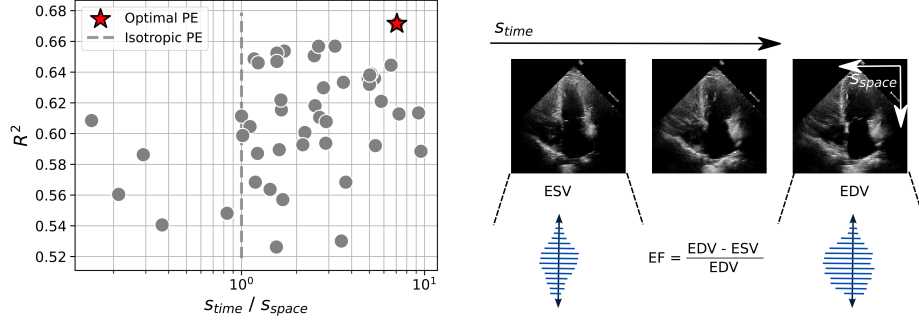 0.68
0.66
0.64
0.62
0.60
0.58
0.56
0.54
0.52
R²
Optimal PE
Isotropic PE
10⁰
10¹
s_time / s_space
s_time
s_space
ESV
EDV
EF = (EDV - ESV) / EDV